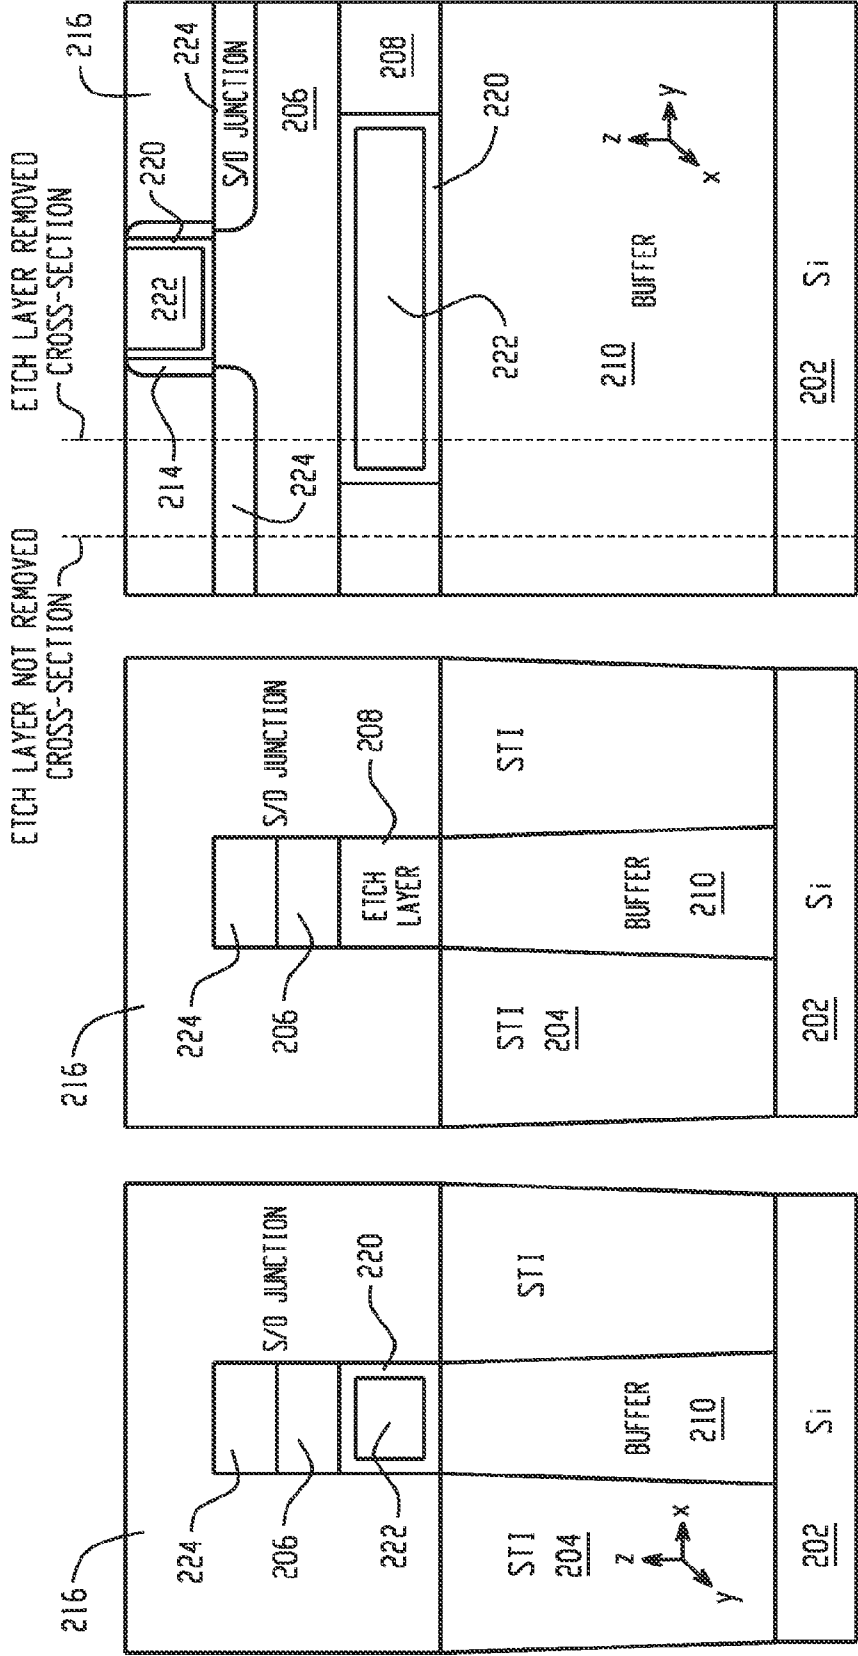 216
224
S/D JUNCTION
206
220
222
STI
204
STI
z
x
y
BUFFER
210
202
Si
216
224
S/D JUNCTION
206
208
ETCH
LAYER
STI
204
STI
BUFFER
210
202
Si
ETCH LAYER NOT REMOVED
CROSS-SECTION
ETCH LAYER REMOVED
CROSS-SECTION
216
220
214
222
224
S/D JUNCTION
224
206
208
222
220
210
BUFFER
z
y
x
202
Si